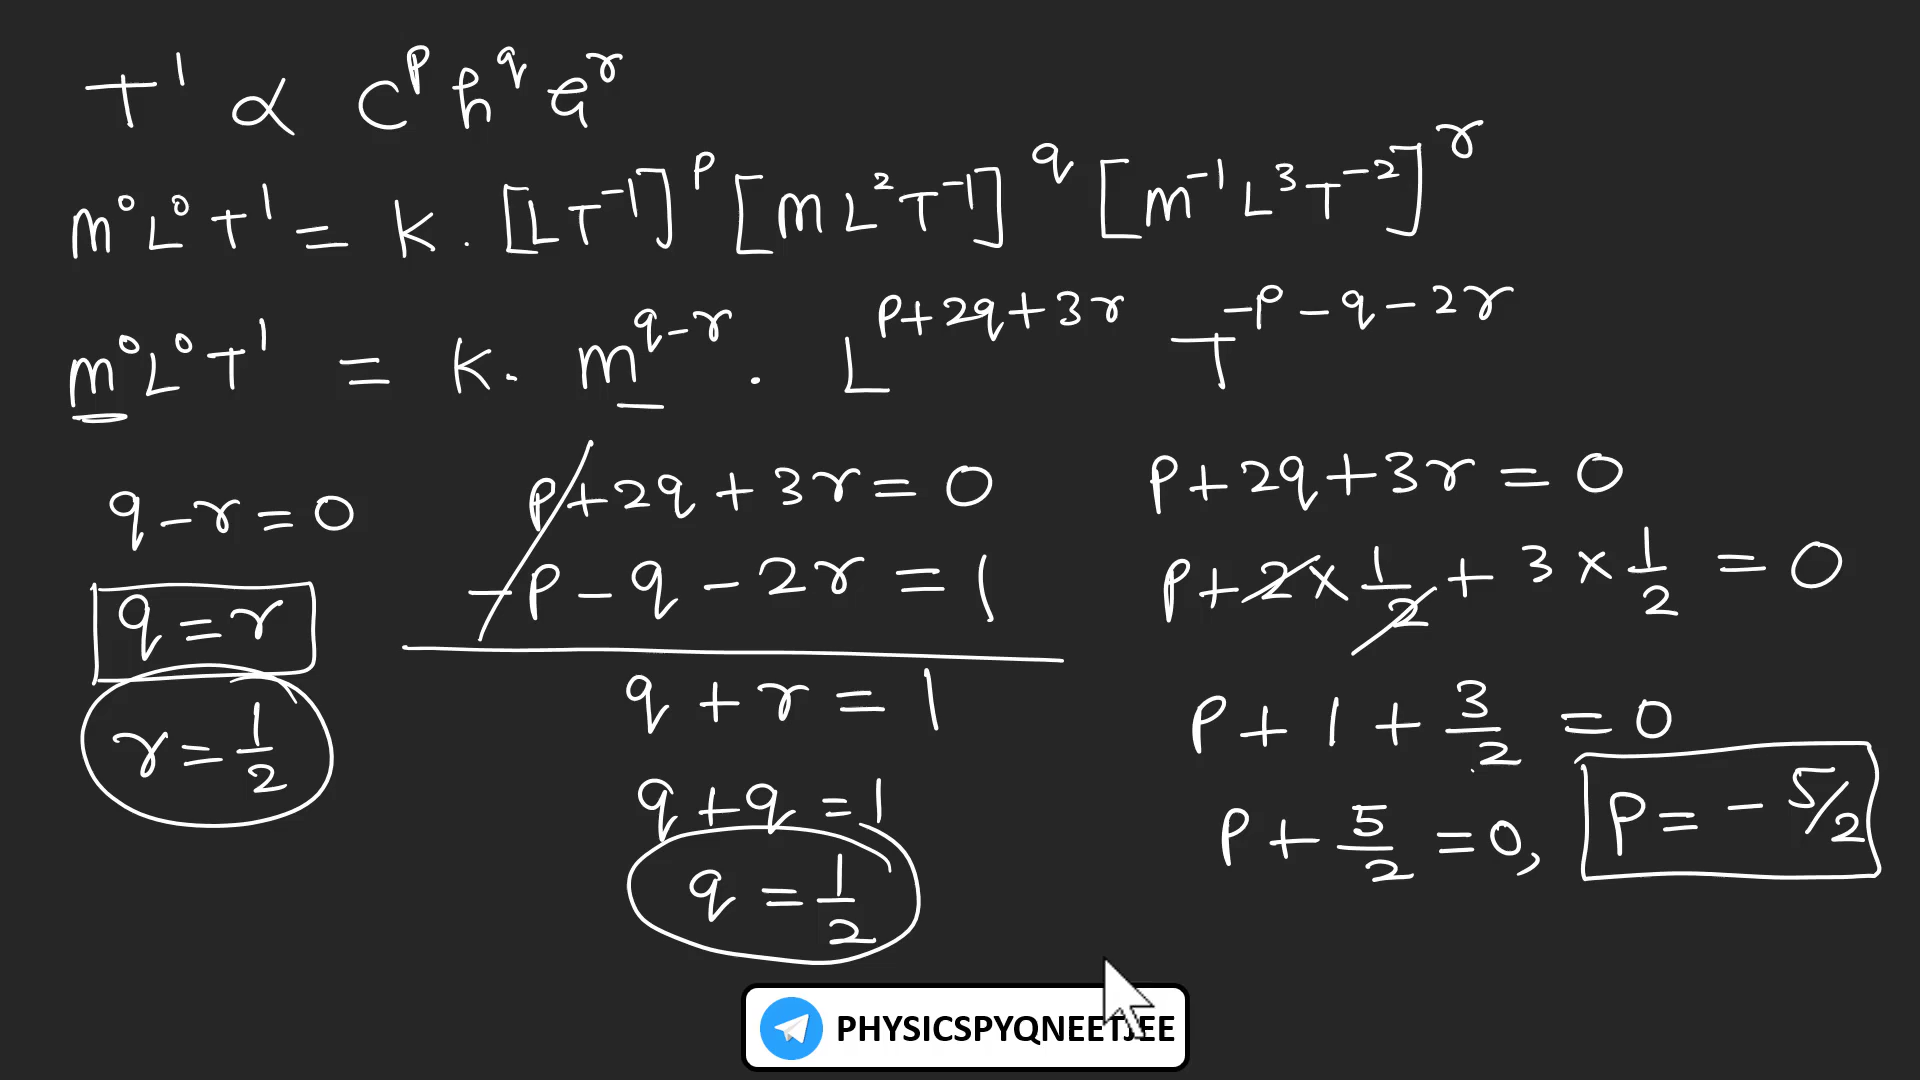 T¹ ∝ C^p h^q G^r
m⁰L⁰T¹ = K . [LT⁻¹]^p [mL²T⁻¹]^q [m⁻¹L³T⁻²]^r
m⁰L⁰T¹ = K. m^(q-r) . L^(p+2q+3r) T^(-p-q-2r)
q-r=0
q=r
r=1/2
p+2q+3r=0
-p-q-2r=1
q+r=1
q+q=1
q=1/2
p+2q+3r=0
p+2×1/2+3×1/2=0
p+1+3/2=0
p+5/2=0, p=-5/2
PHYSICSPYQNEETJEE